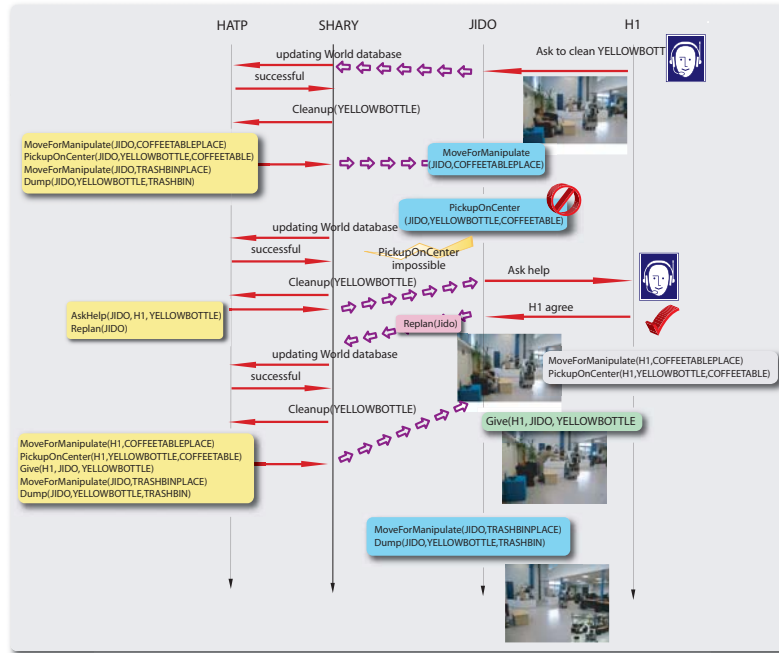 HATP SHARY JIDO H1
updating World database
Ask to clean YELLOWBOTT
successful
Cleanup(YELLOWBOTTLE)
MoveForManipulate(JIDO,COFFEETABLEPLACE)
PickupOnCenter(JIDO,YELLOWBOTTLE,COFFEETABLE)
MoveForManipulate(JIDO,TRASHBINPLACE)
Dump(JIDO,YELLOWBOTTLE,TRASHBIN)
MoveForManipulate
(JIDO,COFFEETABLEPLACE)
PickupOnCenter
(JIDO,YELLOWBOTTLE,COFFEETABLE)
updating World database
successful
PickupOnCenter
impossible
Cleanup(YELLOWBOTTLE)
Ask help
AskHelp(JIDO, H1, YELLOWBOTTLE)
Replan(JIDO)
H1 agree
Replan(Jido)
updating World database
successful
MoveForManipulate(H1,COFFEETABLEPLACE)
PickupOnCenter(H1,YELLOWBOTTLE,COFFEETABLE)
Cleanup(YELLOWBOTTLE)
Give(H1, JIDO, YELLOWBOTTLE
MoveForManipulate(H1,COFFEETABLEPLACE)
PickupOnCenter(H1,YELLOWBOTTLE,COFFEETABLE)
Give(H1, JIDO, YELLOWBOTTLE)
MoveForManipulate(JIDO,TRASHBINPLACE)
Dump(JIDO,YELLOWBOTTLE,TRASHBIN)
MoveForManipulate(JIDO,TRASHBINPLACE)
Dump(JIDO,YELLOWBOTTLE,TRASHBIN)